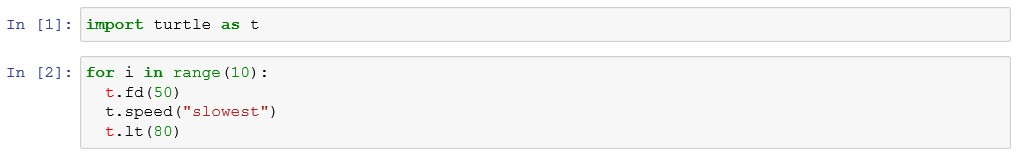 In [1]: import turtle as t
In [2]: for i in range(10):
t.fd(50)
t.speed("slowest")
t.lt(80)